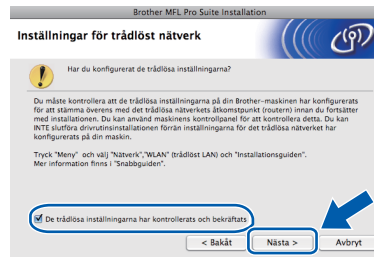 Brother MFL Pro Suite Installation
Inställningar för trådlöst nätverk
Har du konfigurerat de trådlösa inställningarna?
Du måste kontrollera att de trådlösa inställningarna på din Brother-maskinen har konfigurerats
för att stämma överens med det trådlösa nätverkets åtkomstpunkt (routern) innan du fortsätter
med installationen. Du kan använd maskinens kontrollpanel för att kontrollera detta. Du kan
INTE slutföra drivrutinsinstallationen förrän inställningarna för det trådlösa nätverket har
konfigurerats på din maskin.
Tryck "Meny" och välj "Nätverk","WLAN" (trådlöst LAN) och "Installationsguiden".
Mer information finns i "Snabbguiden".
De trådlösa inställningarna har kontrollerats och bekräftats
< Bakåt Nästa > Avbryt